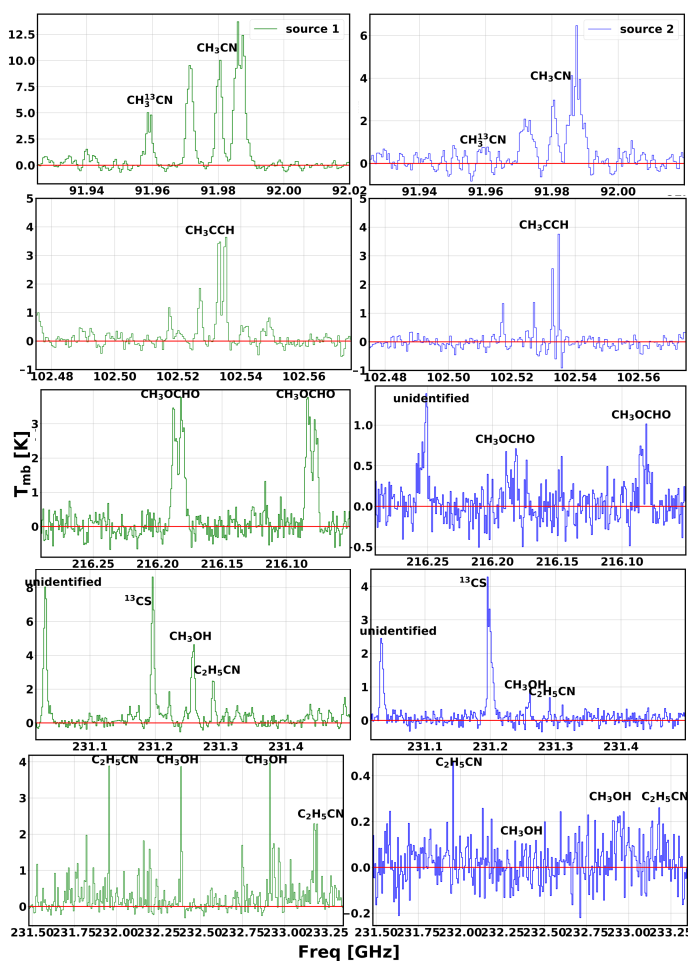 source 1
source 2
CH₃CN
CH₃¹³CN
CH₃CN
CH₃¹³CN
12.5
10.0
7.5
5.0
2.5
0.0
91.94 91.96 91.98 92.00 92.02
6
4
2
0
91.94 91.96 91.98 92.00
CH₃CCH
CH₃CCH
5
4
3
2
1
0
−1
102.48 102.50 102.52 102.54 102.56
5
4
3
2
1
0
−1
102.48 102.50 102.52 102.54 102.56
CH₃OCHO CH₃OCHO
unidentified
CH₃OCHO
CH₃OCHO
T_mb [K]
3
2
1
0
216.25 216.20 216.15 216.10
1.0
0.5
0.0
−0.5
216.25 216.20 216.15 216.10
unidentified
¹³CS
CH₃OH
C₂H₅CN
¹³CS
unidentified
CH₃OH
C₂H₅CN
8
6
4
2
0
231.1 231.2 231.3 231.4
4
3
2
1
0
231.1 231.2 231.3 231.4
C₂H₅CN CH₃OH CH₃OH
C₂H₅CN
C₂H₅CN
CH₃OH
CH₃OH C₂H₅CN
4
3
2
1
0
231.50 231.75 232.00 232.25 232.50 232.75 233.00 233.25
0.4
0.2
0.0
−0.2
231.50 231.75 232.00 232.25 232.50 232.75 233.00 233.25
Freq [GHz]